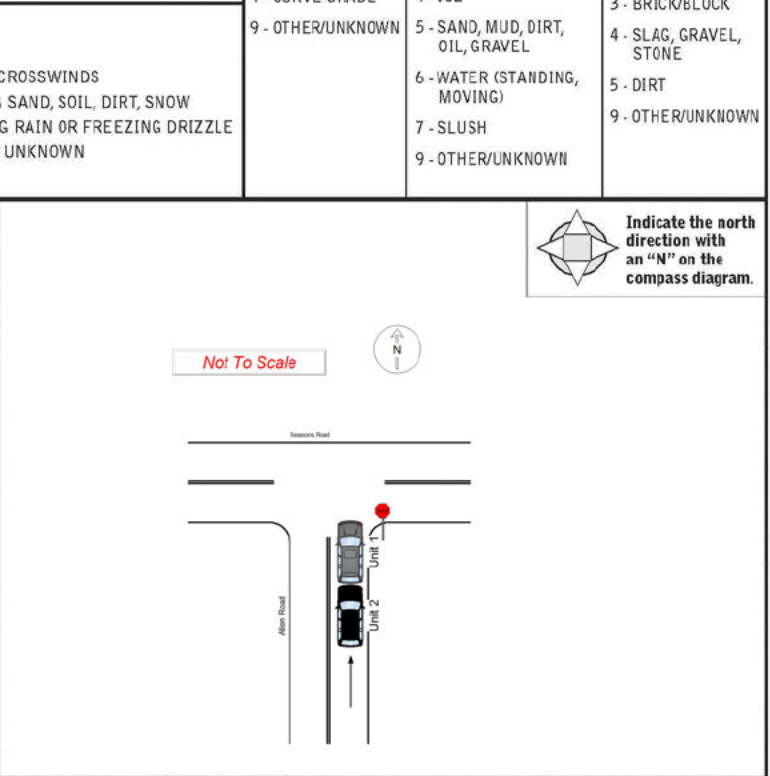 9 - OTHER/UNKNOWN
CROSSWINDS
SAND, SOIL, DIRT, SNOW
G RAIN OR FREEZING DRIZZLE
UNKNOWN
5 - SAND, MUD, DIRT,
OIL, GRAVEL
6 - WATER (STANDING,
MOVING)
7 - SLUSH
9 - OTHER/UNKNOWN
3 - BRICK/BLOCK
4 - SLAG, GRAVEL,
STONE
5 - DIRT
9 - OTHER/UNKNOWN
Indicate the north
direction with
an “N” on the
compass diagram.
Not To Scale
N
Seasons Road
Unit 1
Unit 2
Allen Road